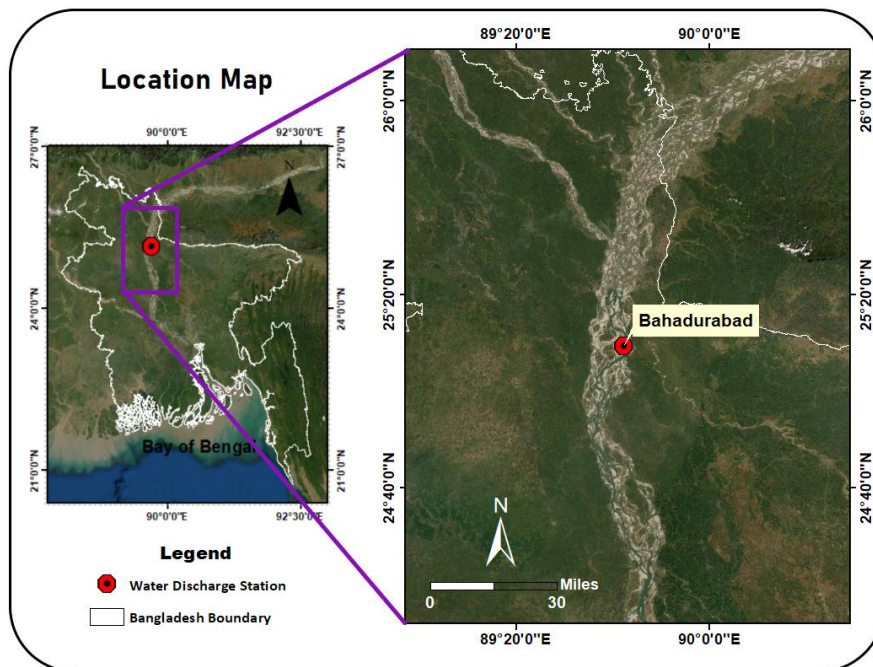 Location Map
90°0'0"E
92°30'0"E
27°0'0"N
27°0'0"N
N
24°0'0"N
24°0'0"N
Bay of Bengal
21°0'0"N
21°0'0"N
90°0'0"E
92°30'0"E
Legend
Water Discharge Station
Bangladesh Boundary
89°20'0"E
90°0'0"E
26°0'0"N
26°0'0"N
25°20'0"N
25°20'0"N
Bahadurabad
24°40'0"N
24°40'0"N
N
Miles
0
30
89°20'0"E
90°0'0"E